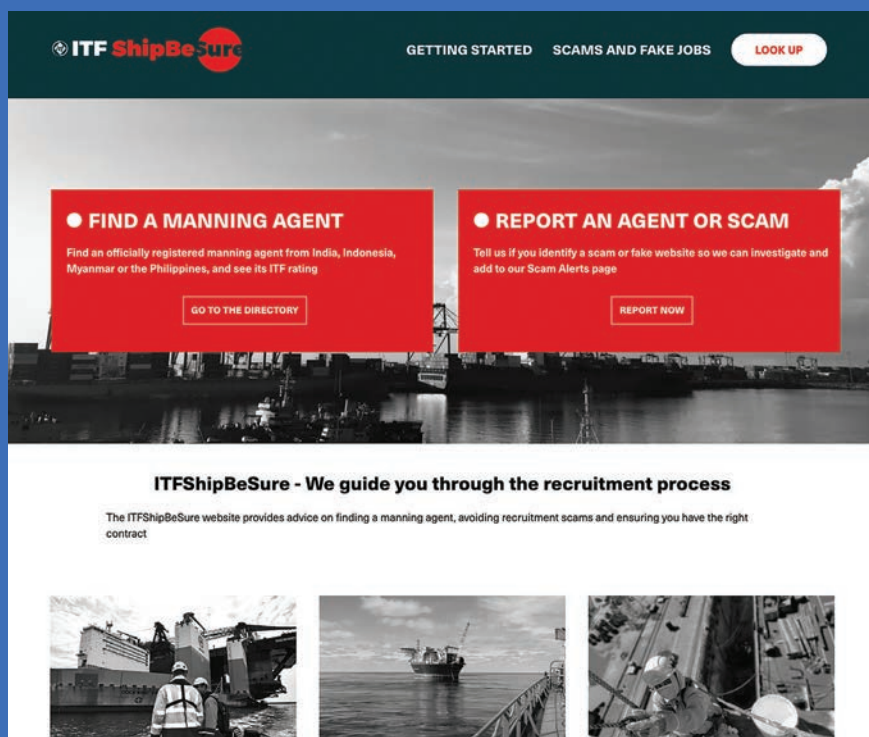 ITF ShipBeSure
GETTING STARTED SCAMS AND FAKE JOBS LOOK UP
FIND A MANNING AGENT
Find an officially registered manning agent from India, Indonesia,
Myanmar or the Philippines, and see its ITF rating
GO TO THE DIRECTORY
REPORT AN AGENT OR SCAM
Tell us if you identify a scam or fake website so we can investigate and
add to our Scam Alerts page
REPORT NOW
ITFShipBeSure - We guide you through the recruitment process
The ITFShipBeSure website provides advice on finding a manning agent, avoiding recruitment scams and ensuring you have the right
contract